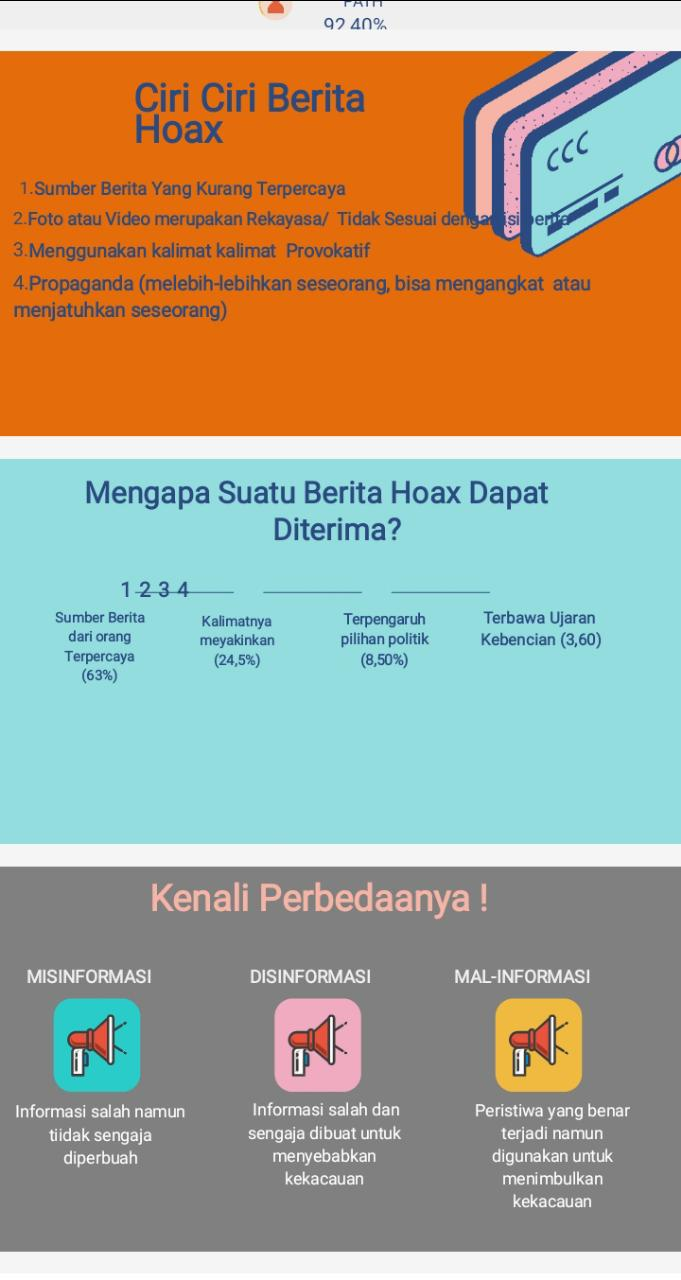 PATH
92.40%
Ciri Ciri Berita
Hoax
1.Sumber Berita Yang Kurang Terpercaya
2.Foto atau Video merupakan Rekayasa/ Tidak Sesuai dengan isi berita
3.Menggunakan kalimat kalimat Provokatif
4.Propaganda (melebih-lebihkan seseorang, bisa mengangkat atau
menjatuhkan seseorang)
Mengapa Suatu Berita Hoax Dapat
Diterima?
1 2 3 4
Sumber Berita
dari orang
Terpercaya
(63%)
Kalimatnya
meyakinkan
(24,5%)
Terpengaruh
pilihan politik
(8,50%)
Terbawa Ujaran
Kebencian (3,60)
Kenali Perbedaanya !
MISINFORMASI
Informasi salah namun
tiidak sengaja
diperbuah
DISINFORMASI
Informasi salah dan
sengaja dibuat untuk
menyebabkan
kekacauan
MAL-INFORMASI
Peristiwa yang benar
terjadi namun
digunakan untuk
menimbulkan
kekacauan